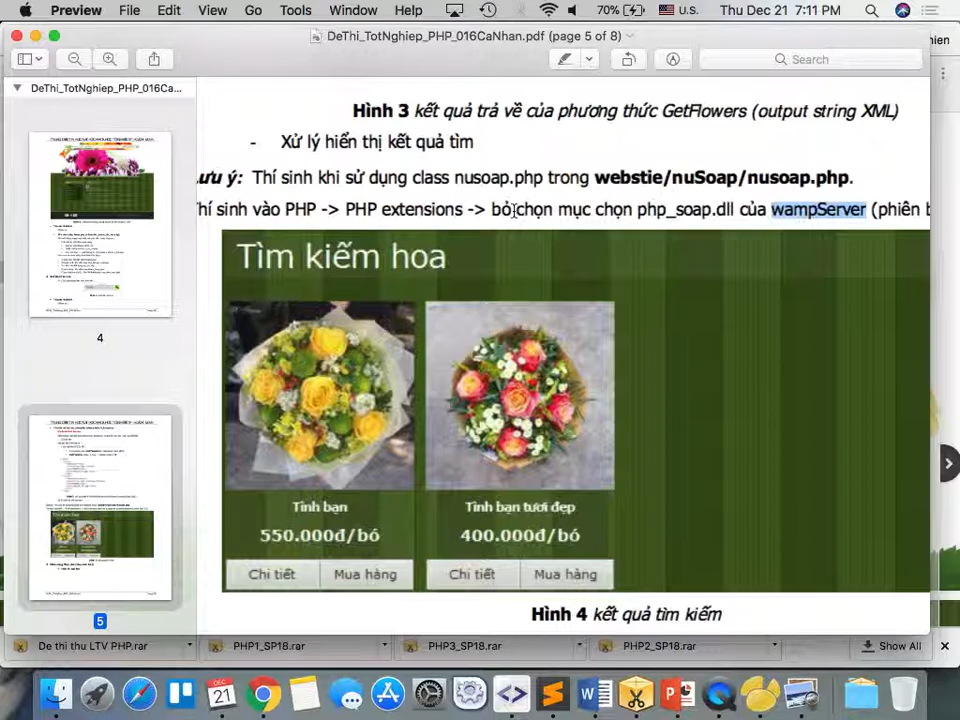 Preview File Edit View Go Tools Window Help 70% U.S. Thu Dec 21 7:11 PM
DeThi_TotNghiep_PHP_016CaNhan.pdf (page 5 of 8)
Search
DeThi_TotNghiep_PHP_016Ca...
hien
4
5
Hình 3 kết quả trả về của phương thức GetFlowers (output string XML)
- Xử lý hiển thị kết quả tìm
ưu ý: Thí sinh khi sử dụng class nusoap.php trong webstie/nuSoap/nusoap.php.
hí sinh vào PHP -> PHP extensions -> bỏ chọn mục chọn php_soap.dll của wampServer (phiên b
Tìm kiếm hoa
Tình bạn Tình bạn tươi đẹp
550.000đ/bó 400.000đ/bó
Chi tiết Mua hàng Chi tiết Mua hàng
Hình 4 kết quả tìm kiếm
De thi thu LTV PHP.rar PHP1_SP18.rar PHP3_SP18.rar PHP2_SP18.rar Show All
DEC
21